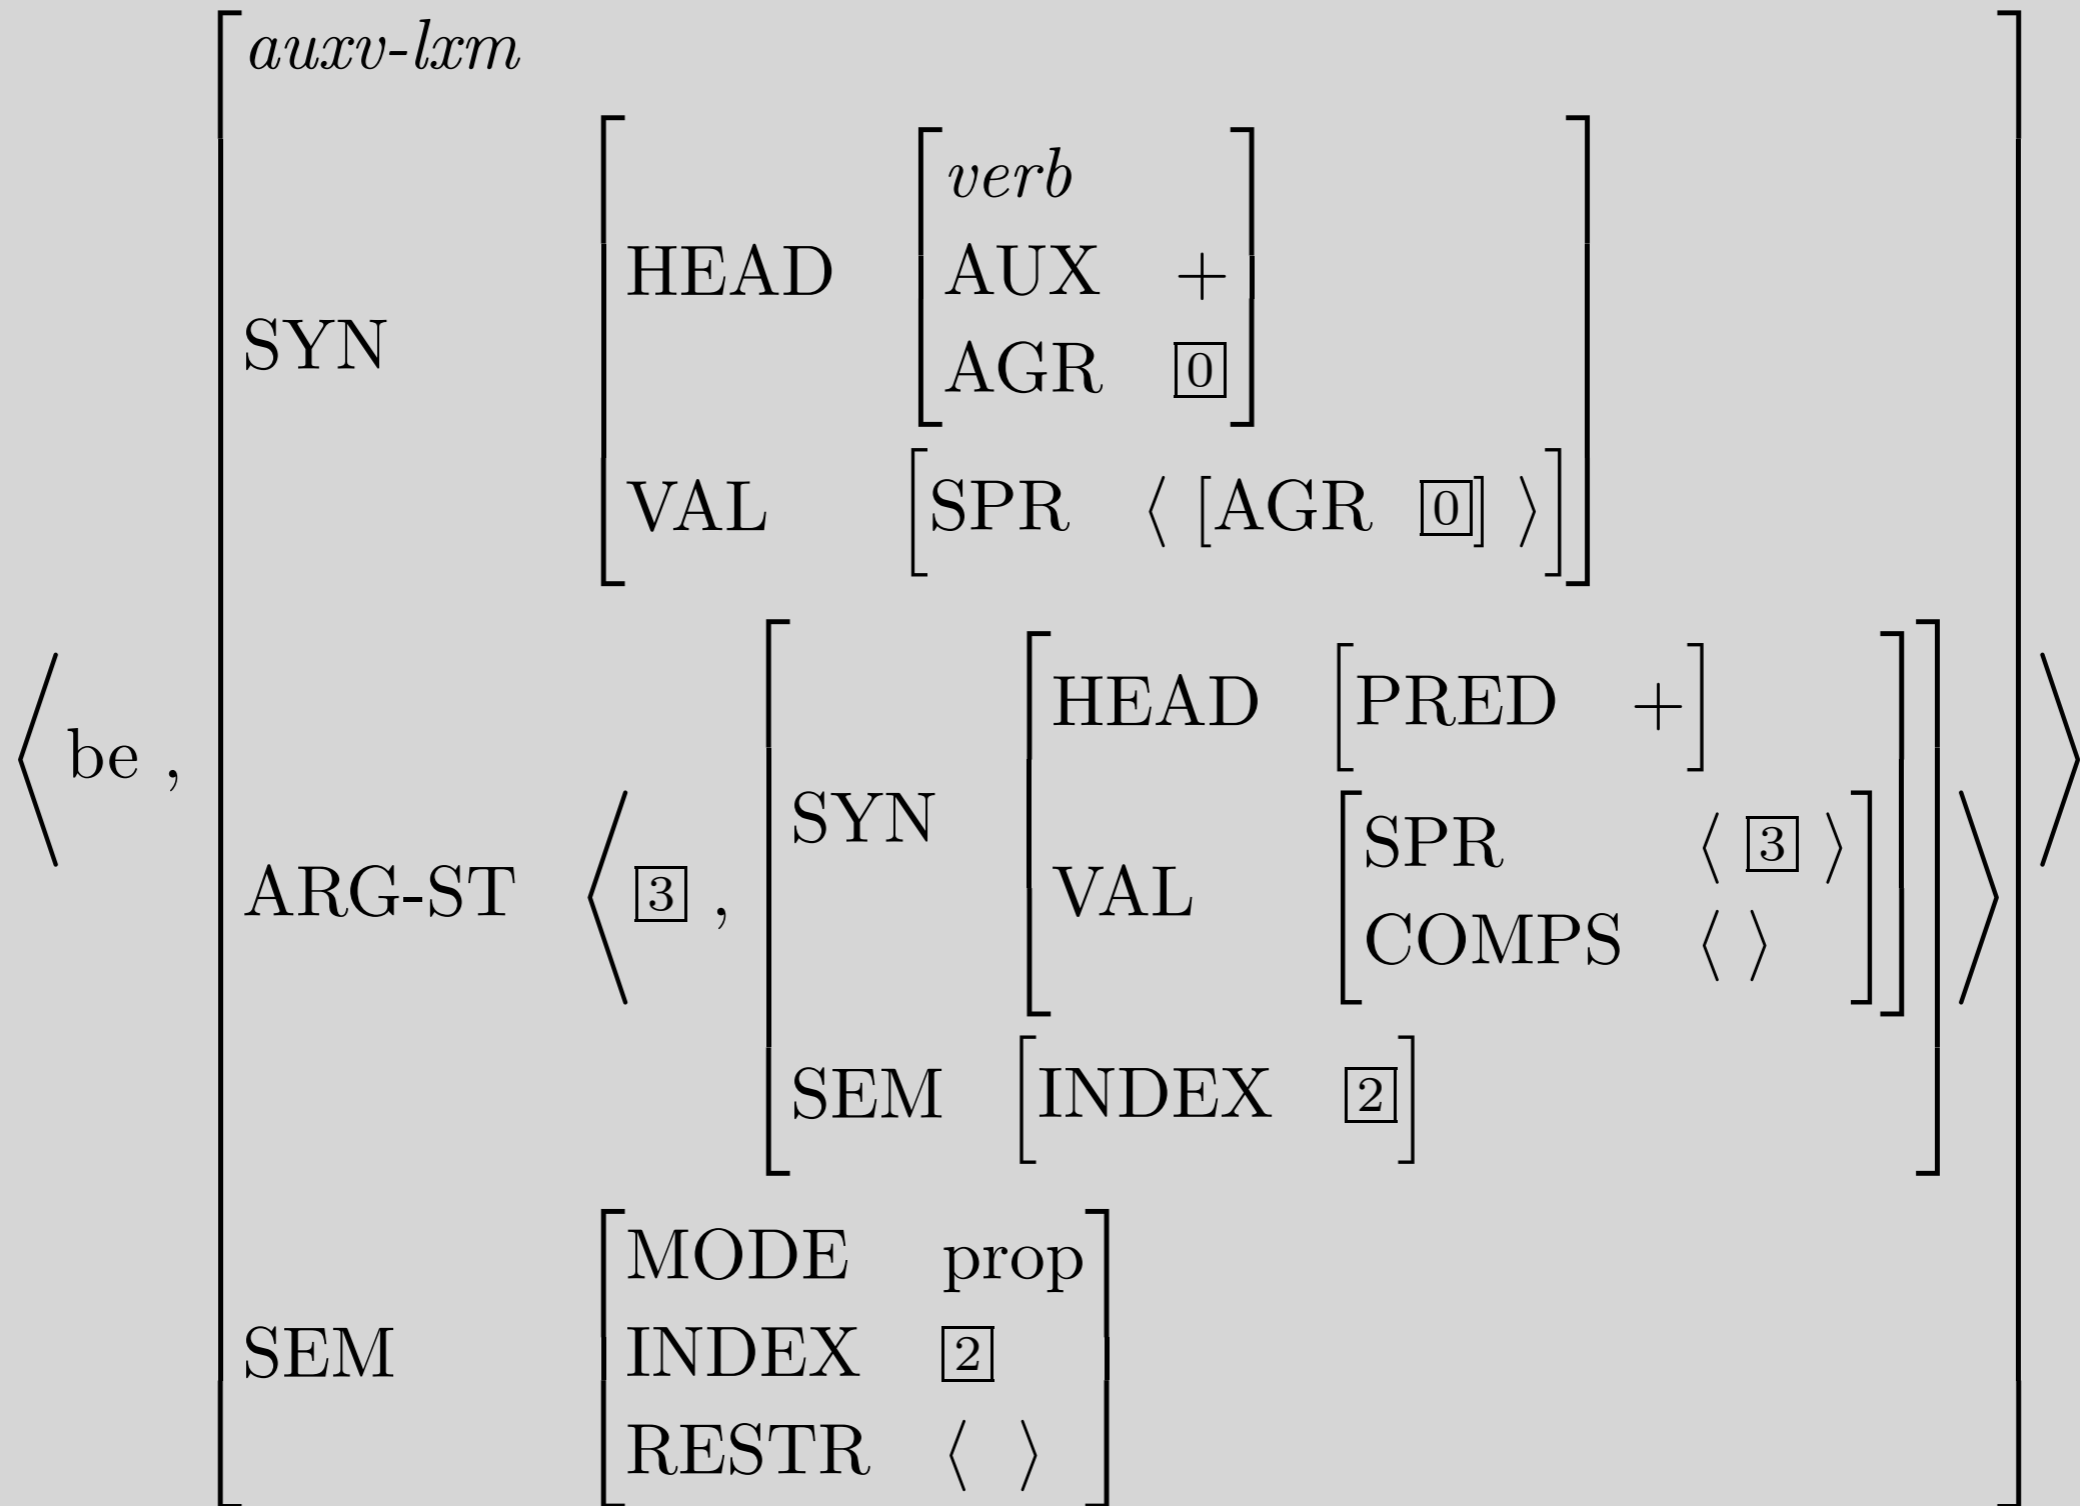 auxv-lxm
verb
HEAD AUX +
SYN AGR 0
VAL [SPR ⟨ [AGR 0] ⟩]
HEAD [PRED +]
⟨be , SYN SPR ⟨ 3 ⟩
ARG-ST ⟨ 3 , VAL COMPS ⟨ ⟩
SEM [INDEX 2]
MODE prop
SEM INDEX 2
RESTR ⟨ ⟩